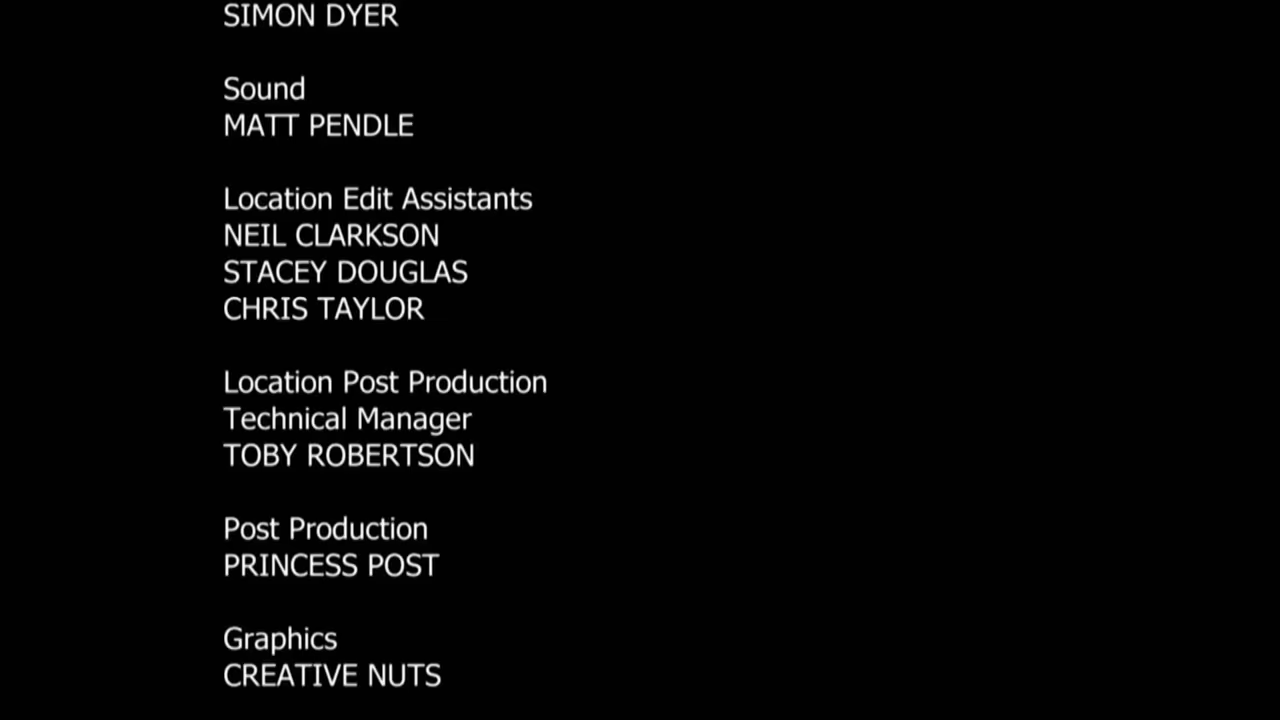 SIMON DYER
Sound
MATT PENDLE
Location Edit Assistants
NEIL CLARKSON
STACEY DOUGLAS
CHRIS TAYLOR
Location Post Production
Technical Manager
TOBY ROBERTSON
Post Production
PRINCESS POST
Graphics
CREATIVE NUTS